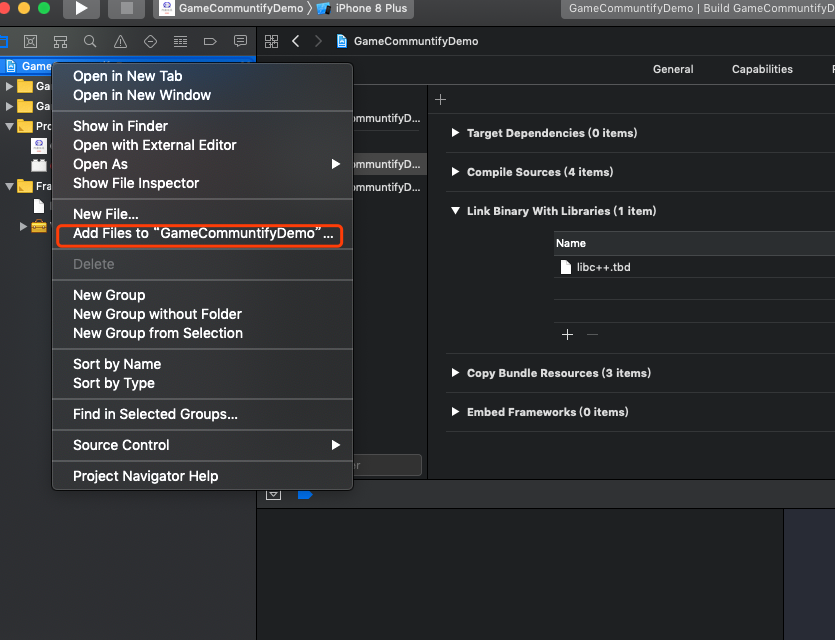 GameCommuntifyDemo
iPhone 8 Plus
GameCommuntifyDemo | Build GameCommuntifyD
GameCommuntifyDemo
Game
Ga
Ga
Pro
Fra
General
Capabilities
Open in New Tab
Open in New Window
Show in Finder
Open with External Editor
Open As
Show File Inspector
New File...
Add Files to “GameCommuntifyDemo”...
Delete
New Group
New Group without Folder
New Group from Selection
Sort by Name
Sort by Type
Find in Selected Groups...
Source Control
Project Navigator Help
mmuntifyD...
mmuntifyD...
mmuntifyD...
Target Dependencies (0 items)
Compile Sources (4 items)
Link Binary With Libraries (1 item)
Name
libc++.tbd
Copy Bundle Resources (3 items)
Embed Frameworks (0 items)